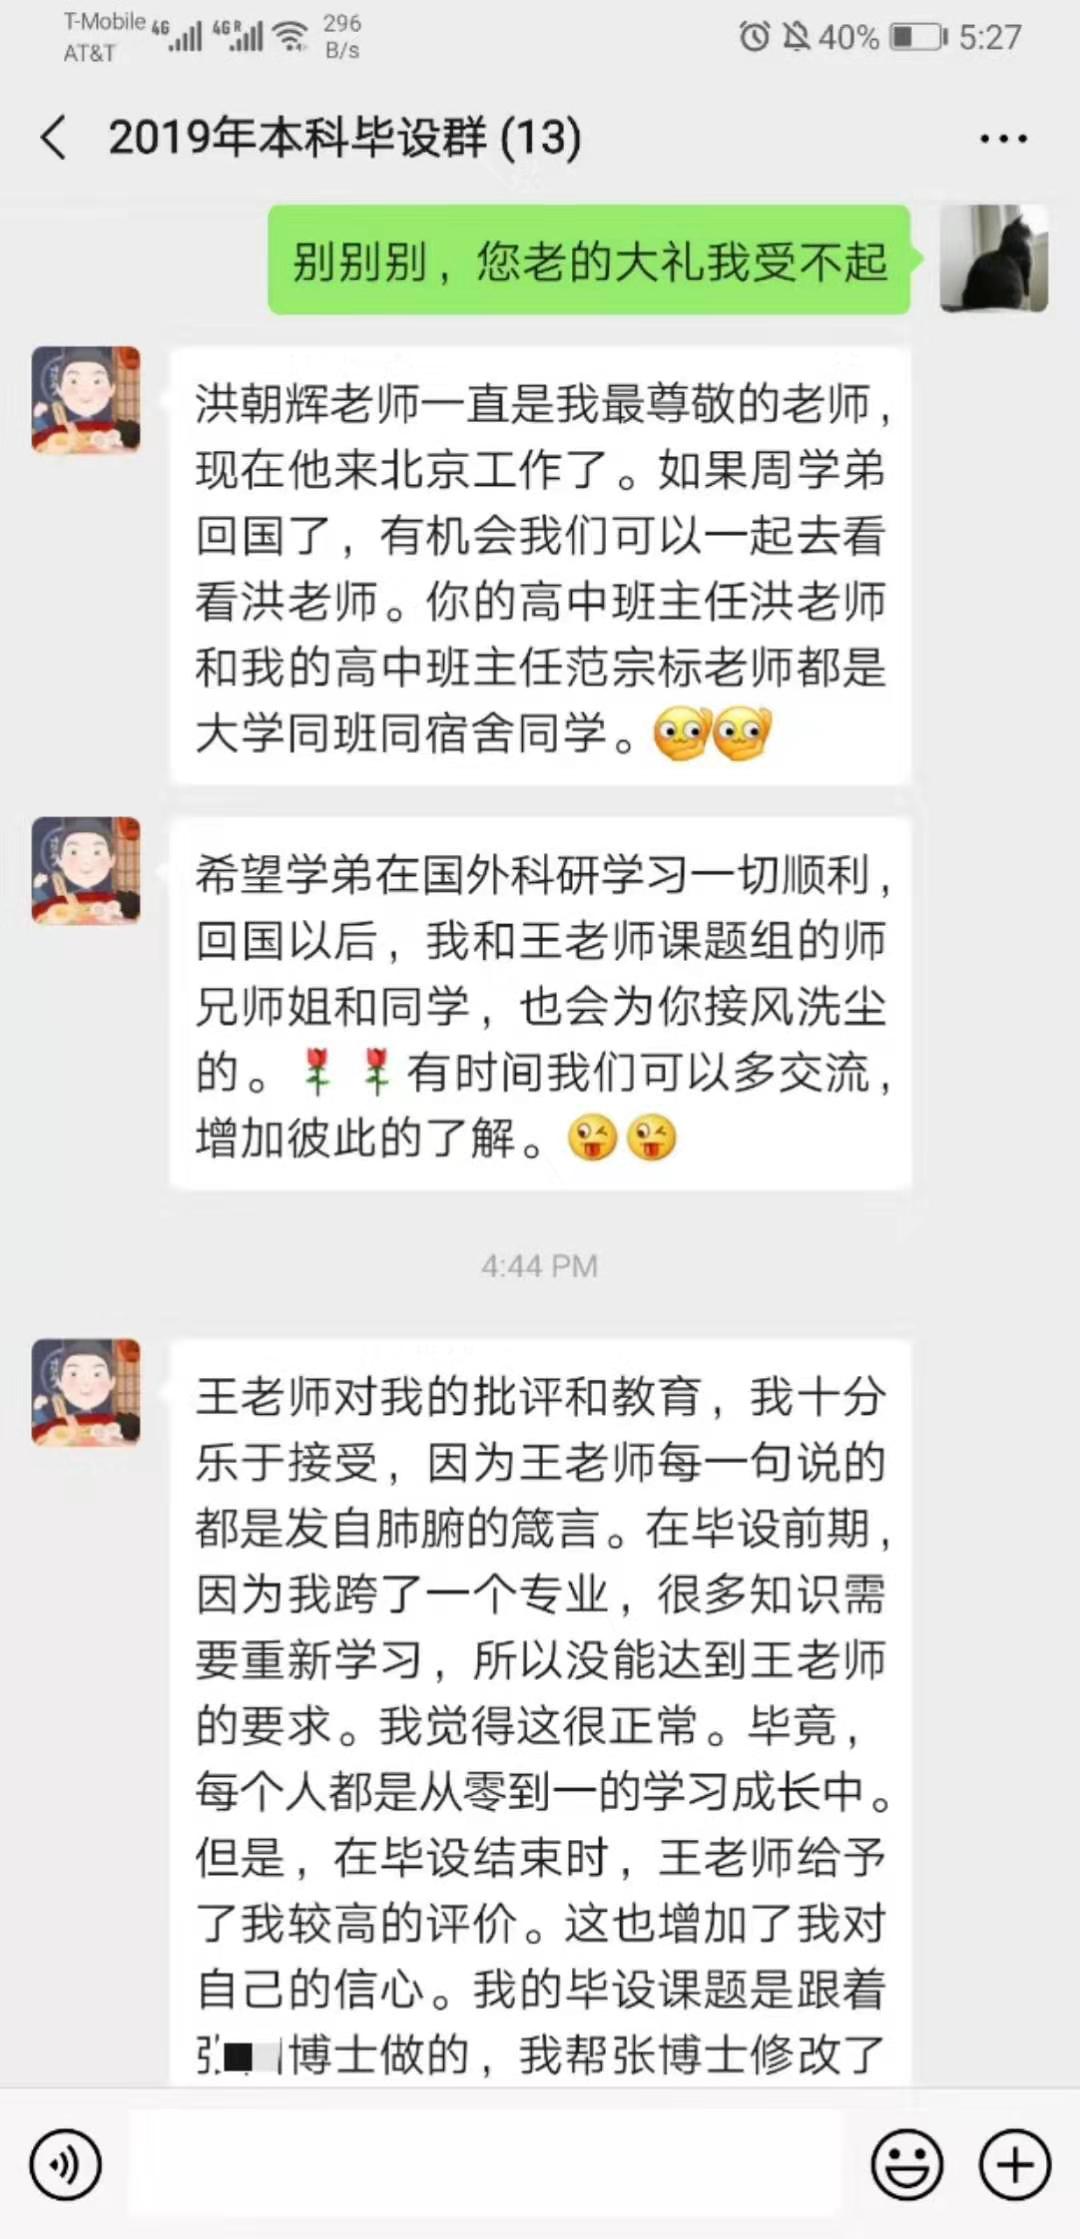 T-Mobile 4G 4G R 296
AT&T B/s
40% 5:27
2019年本科毕设群 (13)
别别别，您老的大礼我受不起
洪朝辉老师一直是我最尊敬的老师，
现在他来北京工作了。如果周学弟
回国了，有机会我们可以一起去看
看洪老师。你的高中班主任洪老师
和我的高中班主任范宗标老师都是
大学同班同宿舍同学。
希望学弟在国外科研学习一切顺利，
回国以后，我和王老师课题组的师
兄师姐和同学，也会为你接风洗尘
的。🌹🌹有时间我们可以多交流，
增加彼此的了解。😜😜
4:44 PM
王老师对我的批评和教育，我十分
乐于接受，因为王老师每一句说的
都是发自肺腑的箴言。在毕设前期，
因为我跨了一个专业，很多知识需
要重新学习，所以没能达到王老师
的要求。我觉得这很正常。毕竟，
每个人都是从零到一的学习成长中。
但是，在毕设结束时，王老师给予
了我较高的评价。这也增加了我对
自己的信心。我的毕设课题是跟着
张博士做的，我帮张博士修改了